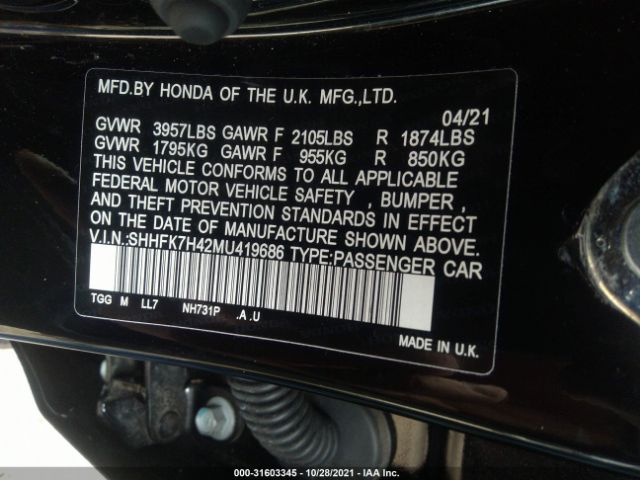 MFD.BY HONDA OF THE U.K. MFG.,LTD.
04/21
GVWR 3957LBS GAWR F 2105LBS R 1874LBS
GVWR 1795KG GAWR F 955KG R 850KG
THIS VEHICLE CONFORMS TO ALL APPLICABLE
FEDERAL MOTOR VEHICLE SAFETY , BUMPER ,
AND THEFT PREVENTION STANDARDS IN EFFECT
ON THE DATE OF MANUFACTURE SHOWN ABOVE.
V.I.N.:SHHFK7H42MU419686 TYPE:PASSENGER CAR
TGG M LL7 NH731P .A.U
MADE IN U.K.
000-31603345 | 10/28/2021 | IAA Inc.